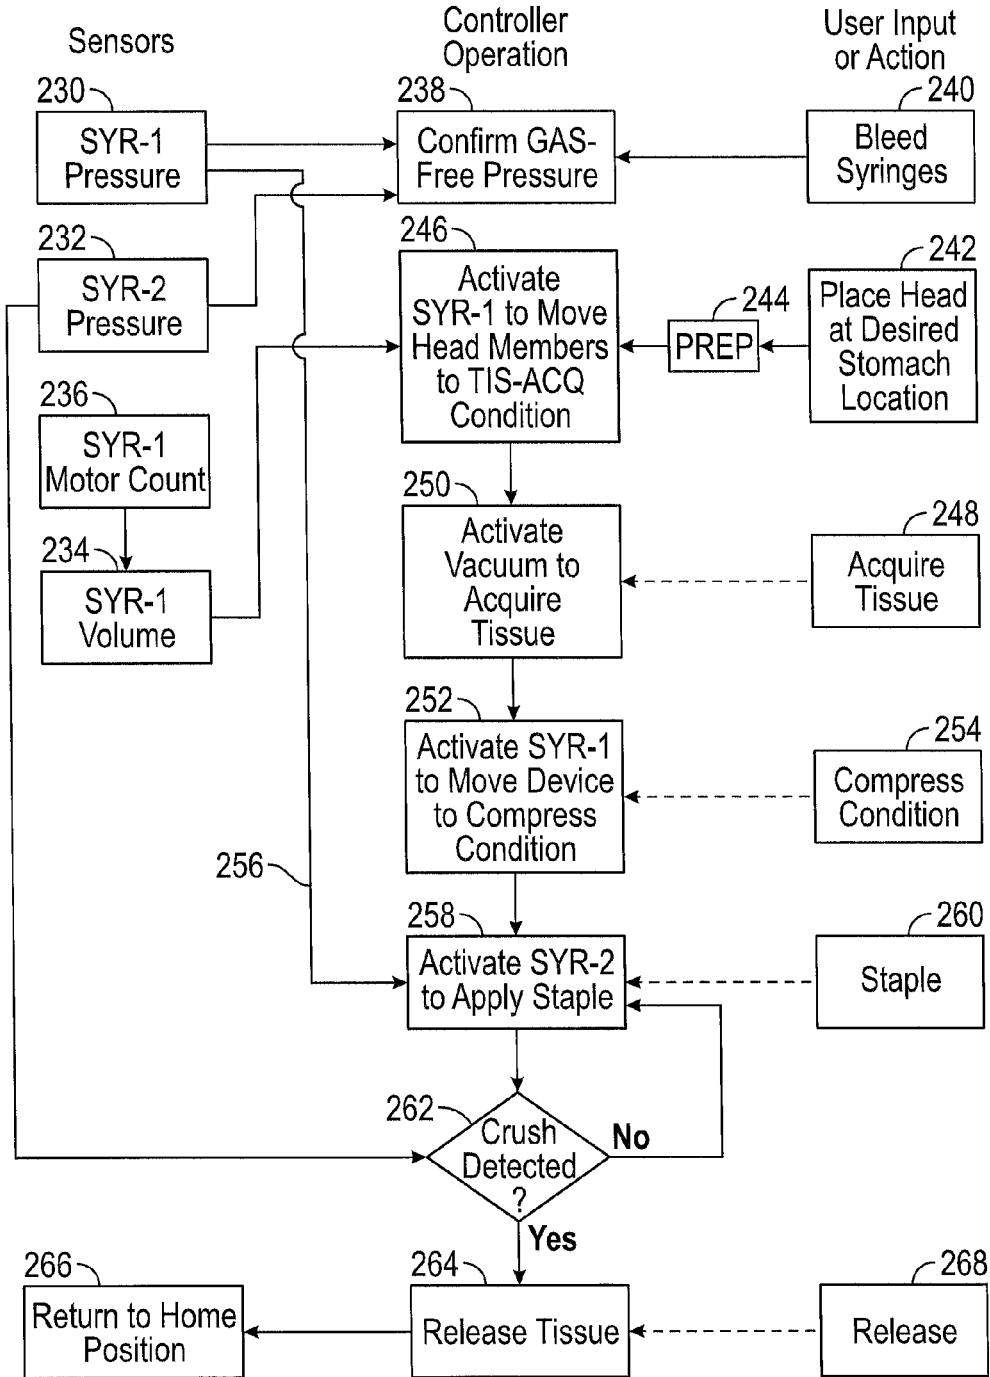 Sensors
Controller
Operation
User Input
or Action
230
SYR-1
Pressure
238
Confirm GAS-
Free Pressure
240
Bleed
Syringes
232
SYR-2
Pressure
246
Activate
SYR-1 to Move
Head Members
to TIS-ACQ
Condition
244
PREP
242
Place Head
at Desired
Stomach
Location
236
SYR-1
Motor Count
234
SYR-1
Volume
250
Activate
Vacuum to
Acquire
Tissue
248
Acquire
Tissue
252
Activate SYR-1
to Move Device
to Compress
Condition
254
Compress
Condition
256
258
Activate SYR-2
to Apply Staple
260
Staple
262
Crush
Detected
?
No
Yes
266
Return to Home
Position
264
Release Tissue
268
Release